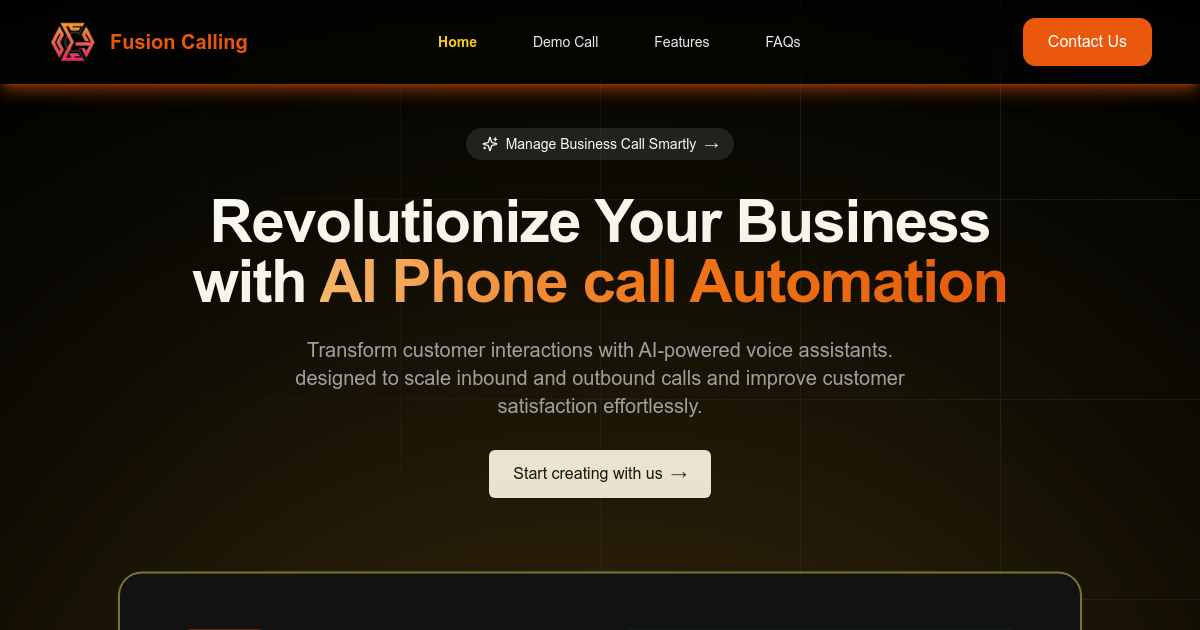 Fusion Calling
Home
Demo Call
Features
FAQs
Contact Us
Manage Business Call Smartly →
Revolutionize Your Business
with AI Phone call Automation
Transform customer interactions with AI-powered voice assistants.
designed to scale inbound and outbound calls and improve customer
satisfaction effortlessly.
Start creating with us →